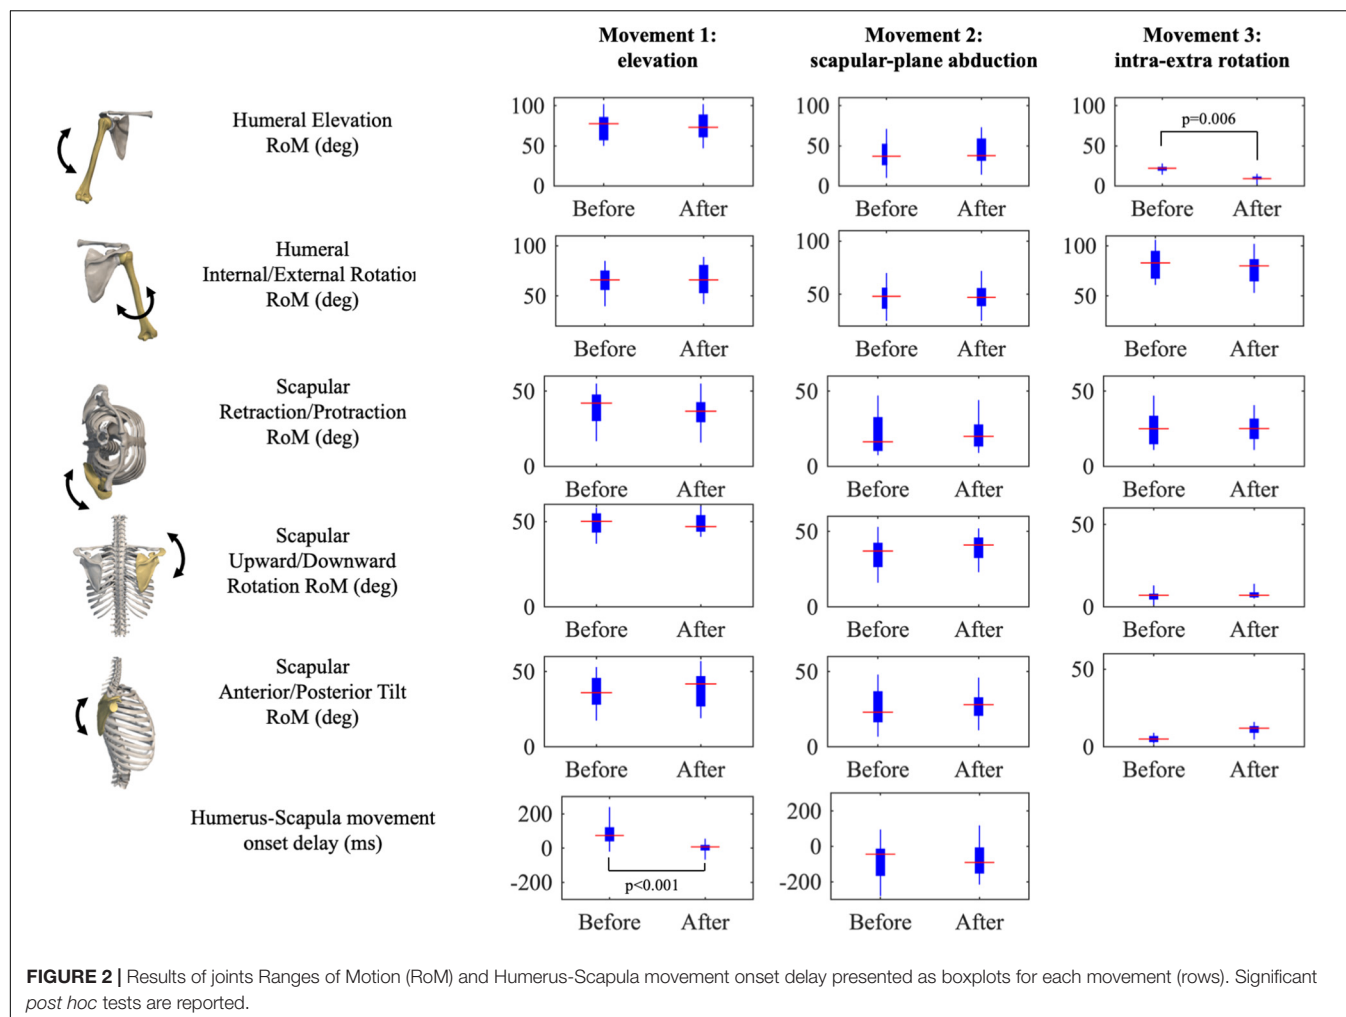 Movement 1:
elevation
Movement 2:
scapular-plane abduction
Movement 3:
intra-extra rotation
Humeral Elevation
RoM (deg)
100
50
0
Before After
100
50
0
Before After
100
50
0
p=0.006
Before After
Humeral
Internal/External Rotation
RoM (deg)
100
50
Before After
100
50
Before After
100
50
Before After
Scapular
Retraction/Protraction
RoM (deg)
50
0
Before After
50
0
Before After
50
0
Before After
Scapular
Upward/Downward
Rotation RoM (deg)
50
0
Before After
50
0
Before After
50
0
Before After
Scapular
Anterior/Posterior Tilt
RoM (deg)
50
0
Before After
50
0
Before After
50
0
Before After
Humerus-Scapula movement
onset delay (ms)
200
0
-200
p<0.001
Before After
200
0
-200
Before After
FIGURE 2 | Results of joints Ranges of Motion (RoM) and Humerus-Scapula movement onset delay presented as boxplots for each movement (rows). Significant
post hoc tests are reported.